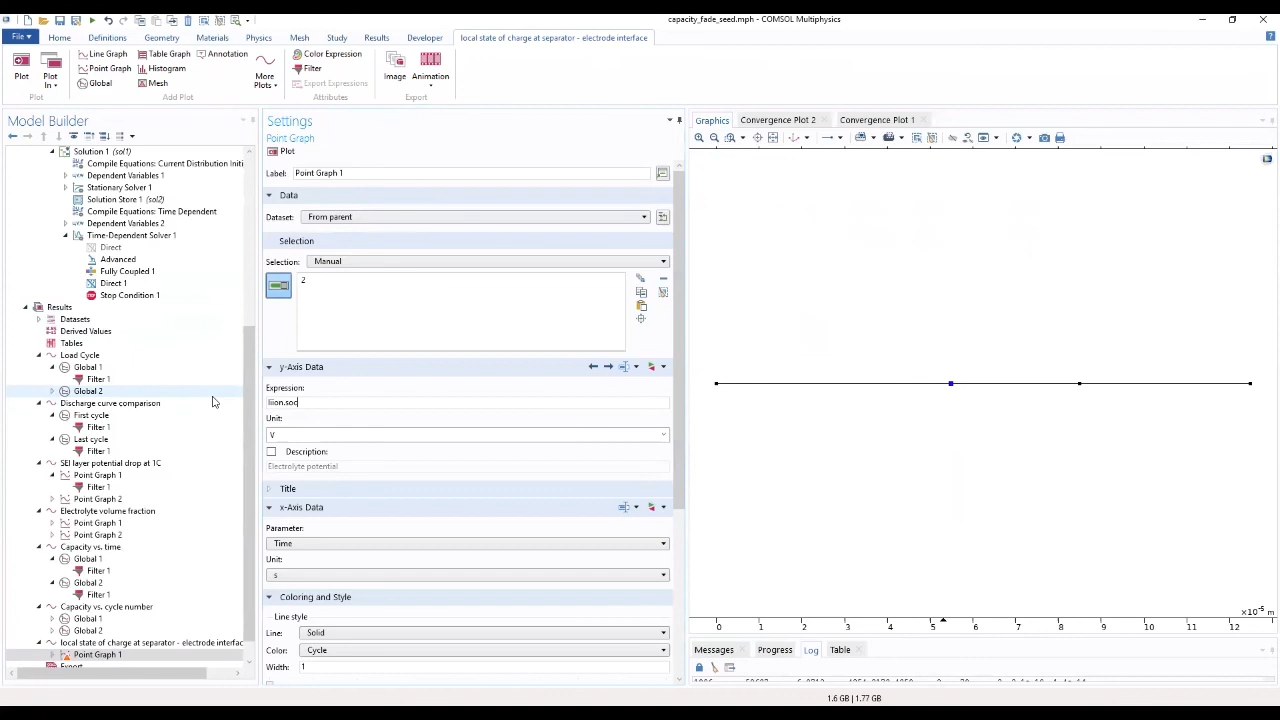 capacity_fade_seed.mph - COMSOL Multiphysics
File
Home
Definitions
Geometry
Materials
Physics
Mesh
Study
Results
Developer
local state of charge at separator - electrode interface
Plot
Plot In
Line Graph
Point Graph
Global
Table Graph
Histogram
Mesh
Annotation
More Plots
Color Expression
Filter
Export Expressions
Image
Animation
Plot
Add Plot
Attributes
Export
Model Builder
Solution 1 (sol1)
Compile Equations: Current Distribution Initi
Dependent Variables 1
Stationary Solver 1
Solution Store 1 (sol2)
Compile Equations: Time Dependent
Dependent Variables 2
Time-Dependent Solver 1
Direct
Advanced
Fully Coupled 1
Direct 1
Stop Condition 1
Results
Datasets
Derived Values
Tables
Load Cycle
Global 1
Filter 1
Global 2
Discharge curve comparison
First cycle
Filter 1
Last cycle
Filter 1
SEI layer potential drop at 1C
Point Graph 1
Filter 1
Point Graph 2
Electrolyte volume fraction
Point Graph 1
Point Graph 2
Capacity vs. time
Global 1
Filter 1
Global 2
Filter 1
Capacity vs. cycle number
Global 1
Global 2
local state of charge at separator - electrode interfac
Point Graph 1
Export
Settings
Point Graph
Plot
Label: Point Graph 1
Data
Dataset: From parent
Selection
Selection: Manual
2
y-Axis Data
Expression:
liion.soc
Unit:
V
Description:
Electrolyte potential
Title
x-Axis Data
Parameter:
Time
Unit:
s
Coloring and Style
Line style
Line: Solid
Color: Cycle
Width: 1
Graphics
Convergence Plot 2
Convergence Plot 1
×10⁻⁵ m
0 1 2 3 4 5 6 7 8 9 10 11 12
Messages
Progress
Log
Table
1.6 GB | 1.77 GB